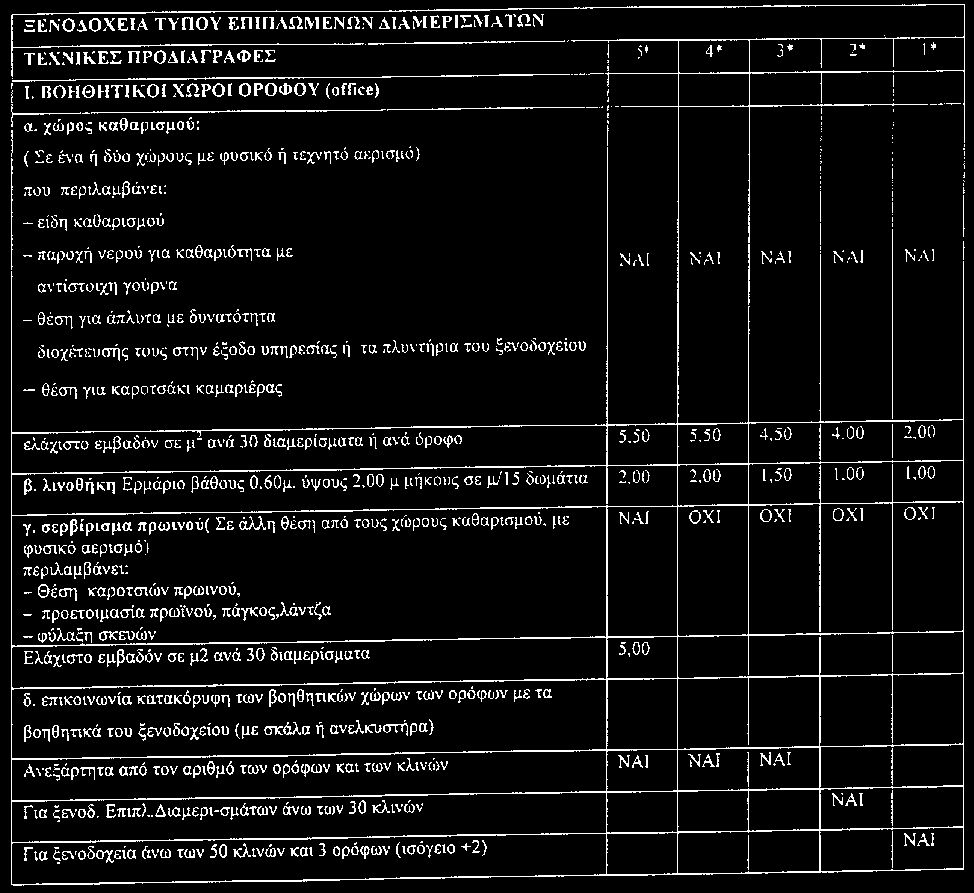 ΞΕΝΟΔΟΧΕΙΑ ΤΥΠΟΥ ΕΠΙΠΛΩΜΕΝΩΝ ΔΙΑΜΕΡΙΣΜΑΤΩΝ
ΤΕΧΝΙΚΕΣ ΠΡΟΔΙΑΓΡΑΦΕΣ 5* 4* 3* 2* 1*
Ι. ΒΟΗΘΗΤΙΚΟΙ ΧΩΡΟΙ ΟΡΟΦΟΥ (office)
α. χώρος καθαρισμού:
( Σε ένα ή δύο χώρους με φυσικό ή τεχνητό αερισμό)
που περιλαμβάνει:
– είδη καθαρισμού
– παροχή νερού για καθαριότητα με
αντίστοιχη γούρνα
ΝΑΙ ΝΑΙ ΝΑΙ ΝΑΙ ΝΑΙ
– θέση για άπλυτα με δυνατότητα
διοχέτευσής τους στην έξοδο υπηρεσίας ή τα πλυντήρια του ξενοδοχείου
– θέση για καροτσάκι καμαριέρας
ελάχιστο εμβαδόν σε μ² ανά 30 διαμερίσματα ή ανά όροφο 5,50 5,50 4,50 4,00 2,00
β. λινοθήκη Ερμάριο βάθους 0,60μ. ύψους 2,00 μ μήκους σε μ/15 δωμάτια 2,00 2,00 1,50 1,00 1,00
γ. σερβίρισμα πρωινού( Σε άλλη θέση από τους χώρους καθαρισμού, με ΝΑΙ ΟΧΙ ΟΧΙ ΟΧΙ ΟΧΙ
φυσικό αερισμό)
περιλαμβάνει:
– Θέση καροτσιών πρωινού,
– προετοιμασία πρωϊνού, πάγκος,λάντζα
– φύλαξη σκευών
Ελάχιστο εμβαδόν σε μ2 ανά 30 διαμερίσματα 5,00
δ. επικοινωνία κατακόρυφη των βοηθητικών χώρων των ορόφων με τα
βοηθητικά του ξενοδοχείου (με σκάλα ή ανελκυστήρα)
Ανεξάρτητα από τον αριθμό των ορόφων και των κλινών ΝΑΙ ΝΑΙ ΝΑΙ
Για ξενοδ. Επιπλ.Διαμερι-σμάτων άνω των 30 κλινών ΝΑΙ
Για ξενοδοχεία άνω των 50 κλινών και 3 ορόφων (ισόγειο +2) ΝΑΙ